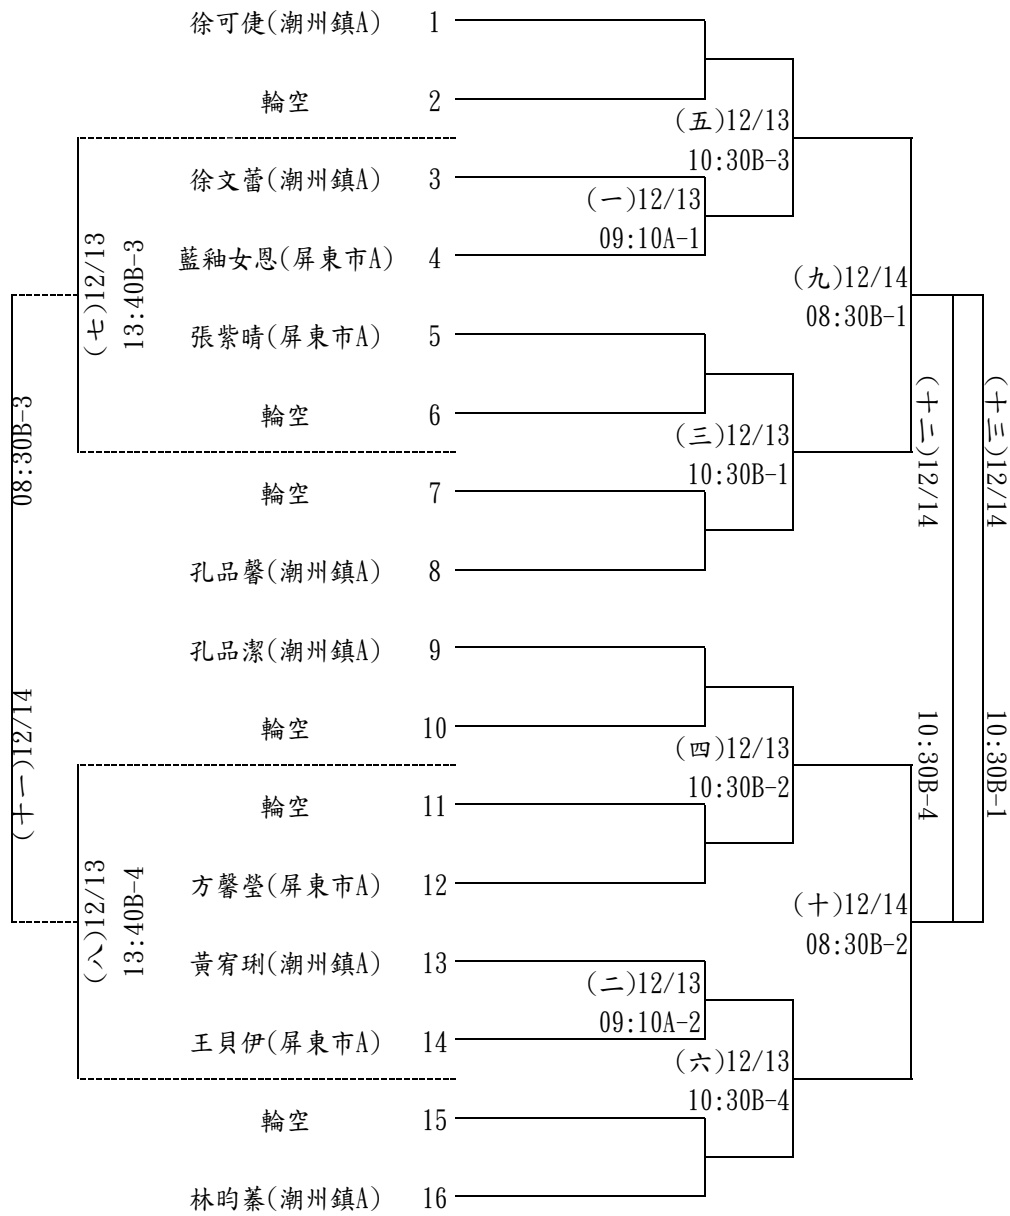 徐可倢(潮州鎮A) 1
輪空 2
(五)12/13
10:30B-3
徐文蕾(潮州鎮A) 3
(一)12/13
09:10A-1
藍釉女恩(屏東市A) 4
(七)12/13
13:40B-3
(九)12/14
08:30B-1
張紫晴(屏東市A) 5
輪空 6
(三)12/13
10:30B-1
08:30B-3
(十二)12/14
(十三)12/14
輪空 7
孔品馨(潮州鎮A) 8
孔品潔(潮州鎮A) 9
輪空 10
(四)12/13
10:30B-2
(十一)12/14
10:30B-4
10:30B-1
輪空 11
方馨瑩(屏東市A) 12
(八)12/13
13:40B-4
(十)12/14
08:30B-2
黃宥琍(潮州鎮A) 13
(二)12/13
09:10A-2
王貝伊(屏東市A) 14
(六)12/13
10:30B-4
輪空 15
林昀蓁(潮州鎮A) 16